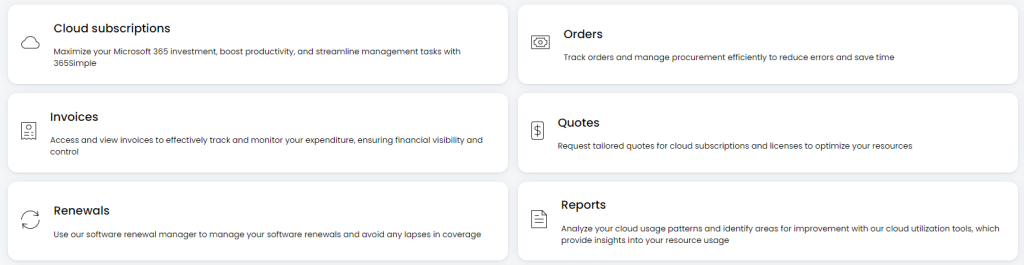 Cloud subscriptions
Maximize your Microsoft 365 investment, boost productivity, and streamline management tasks with
365Simple
Orders
Track orders and manage procurement efficiently to reduce errors and save time
Invoices
Access and view invoices to effectively track and monitor your expenditure, ensuring financial visibility and
control
Quotes
Request tailored quotes for cloud subscriptions and licenses to optimize your resources
Renewals
Use our software renewal manager to manage your software renewals and avoid any lapses in coverage
Reports
Analyze your cloud usage patterns and identify areas for improvement with our cloud utilization tools, which
provide insights into your resource usage